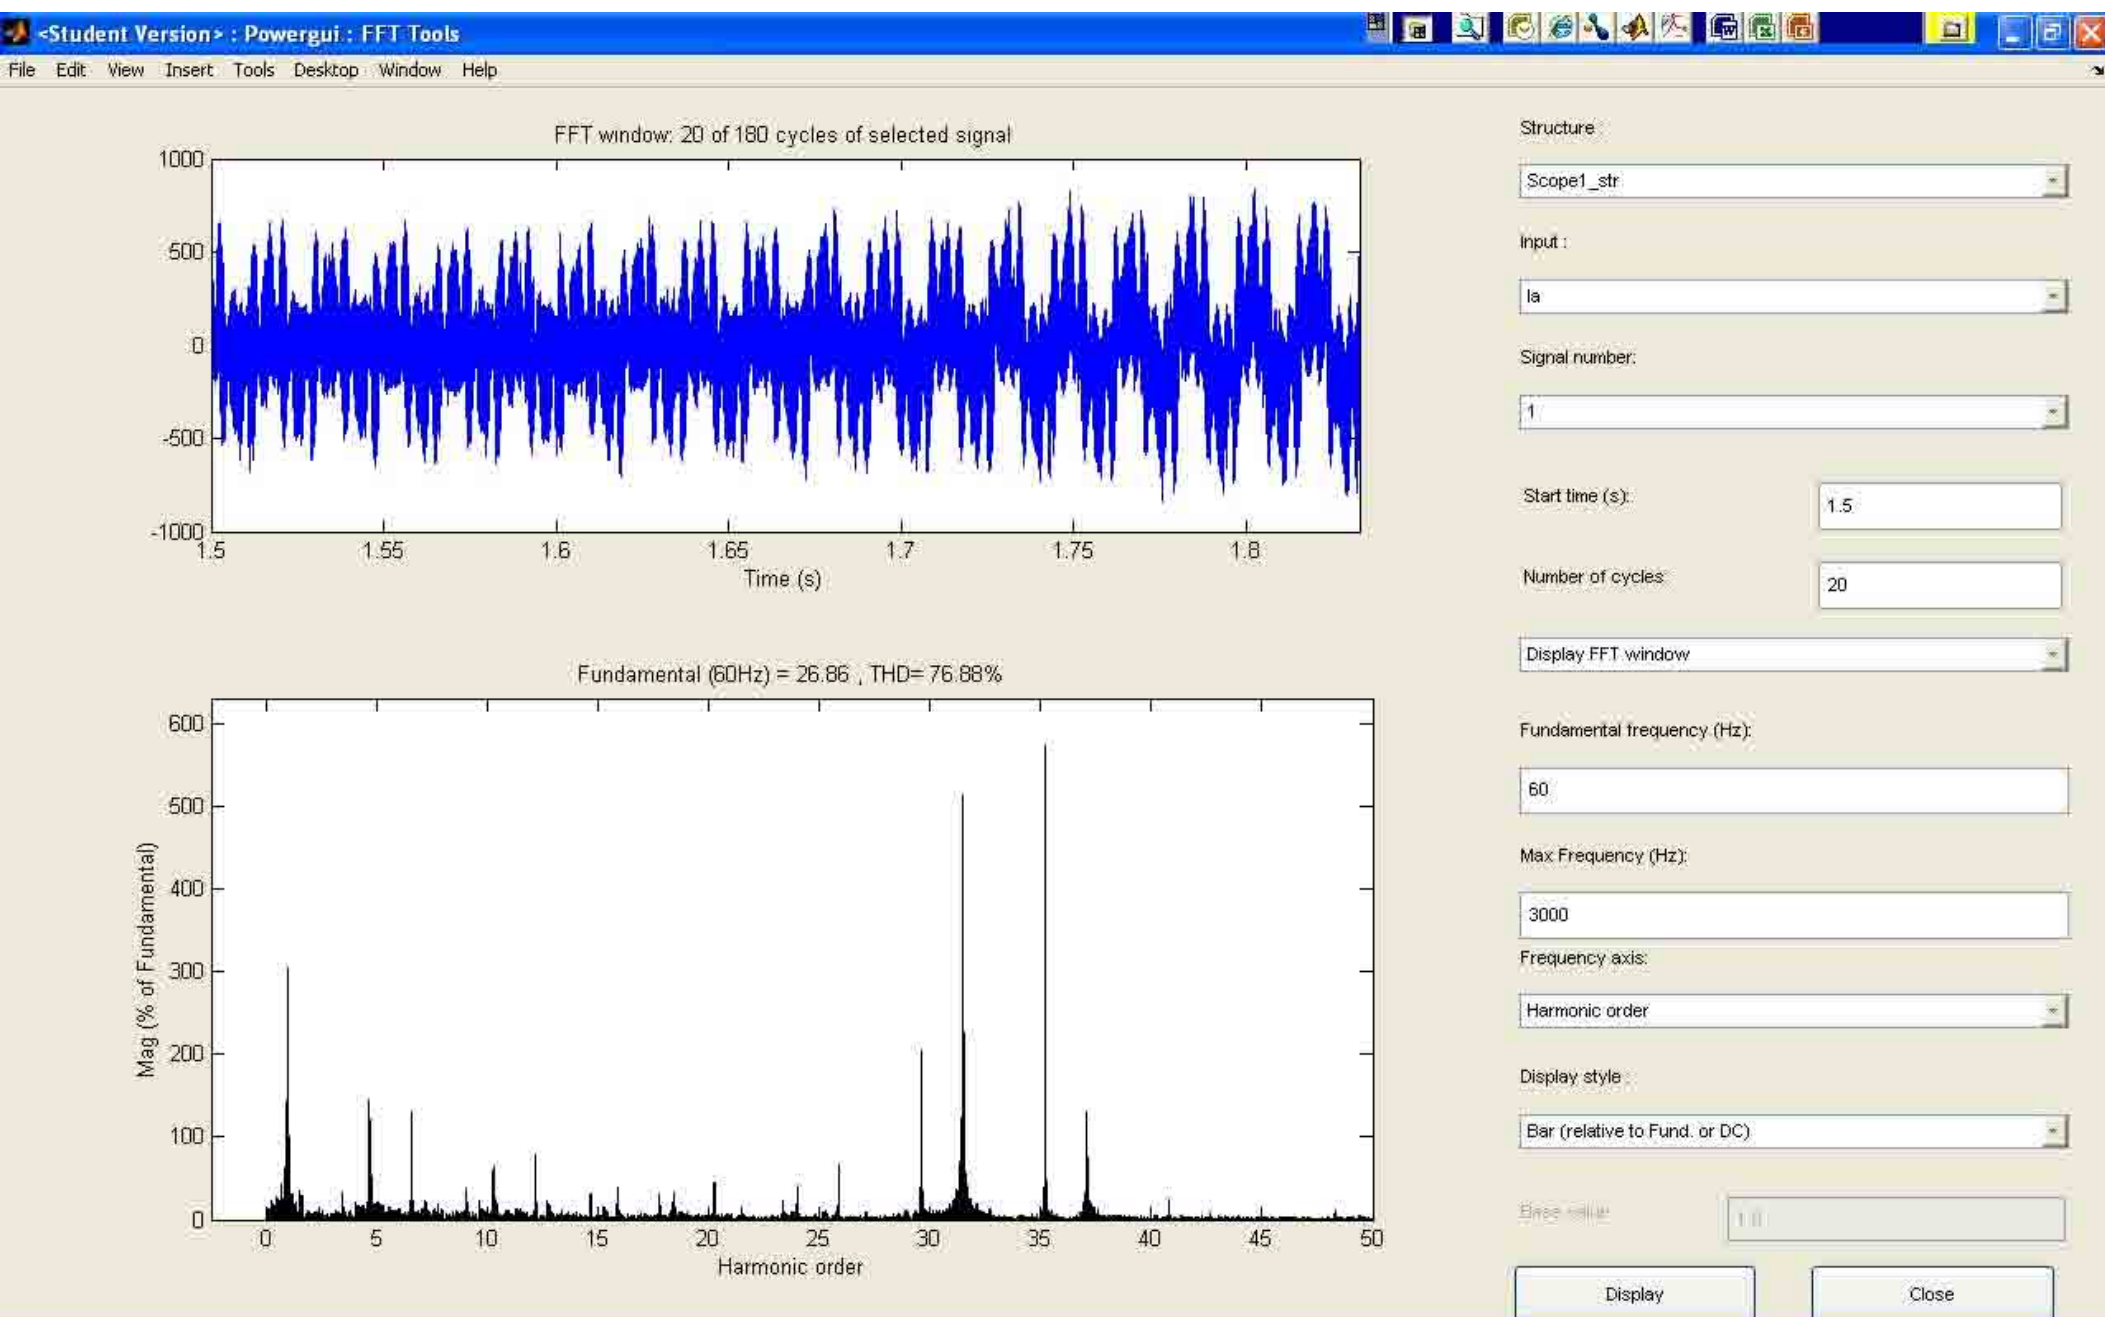 <Student Version> : Powergui : FFT Tools
File Edit View Insert Tools Desktop Window Help
FFT window: 20 of 180 cycles of selected signal
1000
500
0
-500
-1000
1.5 1.55 1.6 1.65 1.7 1.75 1.8
Time (s)
Fundamental (60Hz) = 26.86 , THD= 76.88%
Mag (% of Fundamental)
600
500
400
300
200
100
0
0 5 10 15 20 25 30 35 40 45 50
Harmonic order
Structure :
Scope1_str
Input :
Ia
Signal number:
1
Start time (s):
1.5
Number of cycles:
20
Display FFT window
Fundamental frequency (Hz):
60
Max Frequency (Hz):
3000
Frequency axis:
Harmonic order
Display style :
Bar (relative to Fund. or DC)
Base value:
1.0
Display
Close